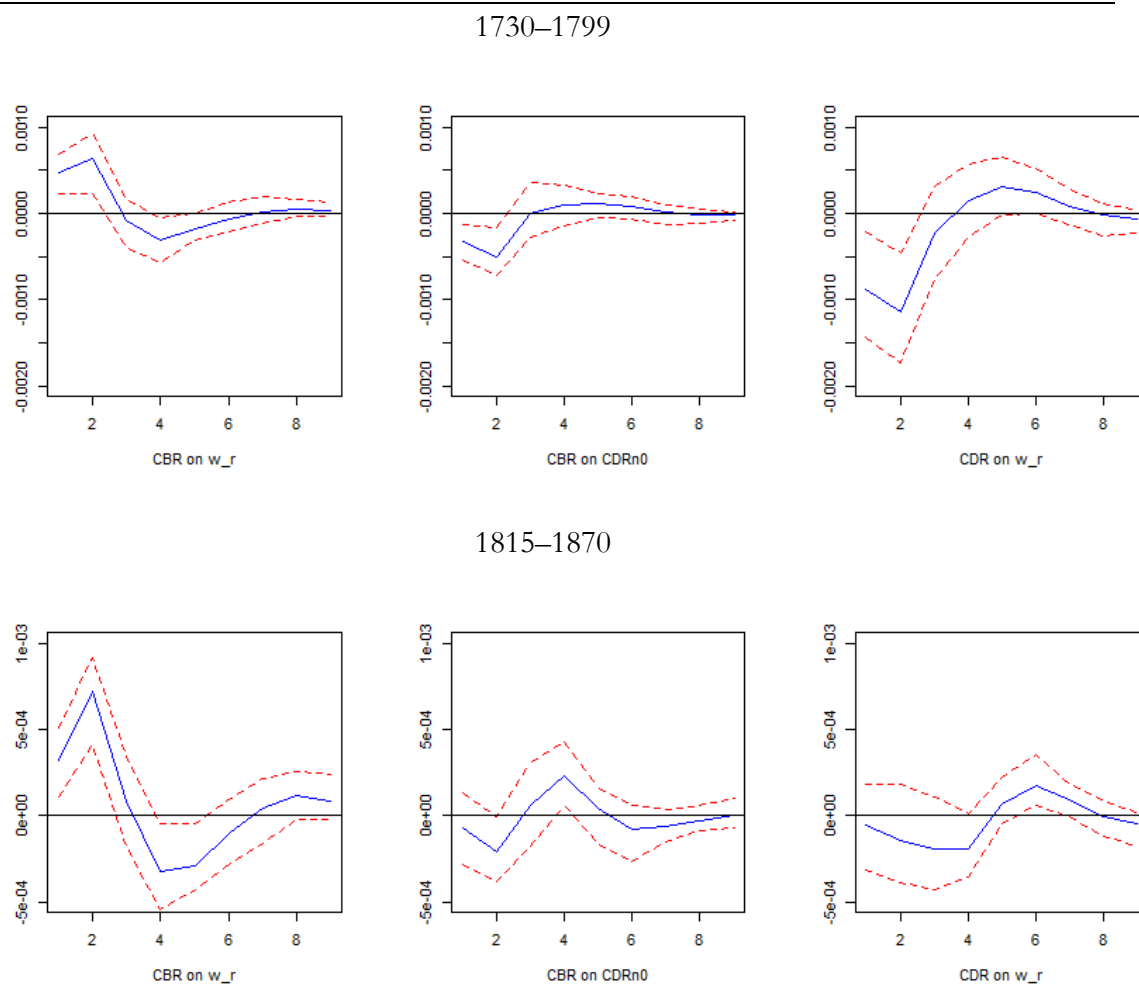 1730–1799
0.0010
0.0000
-0.0010
-0.0020
2 4 6 8
CBR on w_r
0.0010
0.0000
-0.0010
-0.0020
2 4 6 8
CBR on CDRn0
0.0010
0.0000
-0.0010
-0.0020
2 4 6 8
CDR on w_r
1815–1870
1e-03
5e-04
0e+00
-5e-04
2 4 6 8
CBR on w_r
1e-03
5e-04
0e+00
-5e-04
2 4 6 8
CBR on CDRn0
1e-03
5e-04
0e+00
-5e-04
2 4 6 8
CDR on w_r